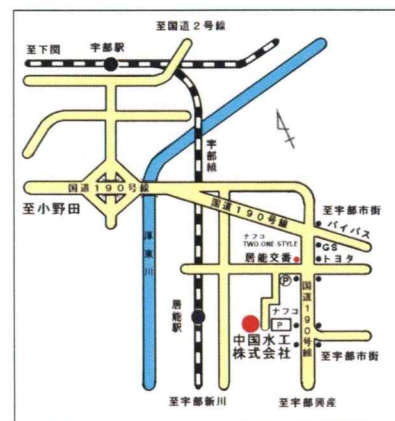 至国道2号線
至下関
宇部駅
宇部線
国道190号線
至小野田
国道190号線
至宇部市街
バイパス
厚東川
ナフコ
TWO ONE STYLE
GS
居能交番
トヨタ
P
国道190号線
居能駅
ナフコ
P
中国水工
株式会社
至宇部市街
至宇部新川
至宇部興産